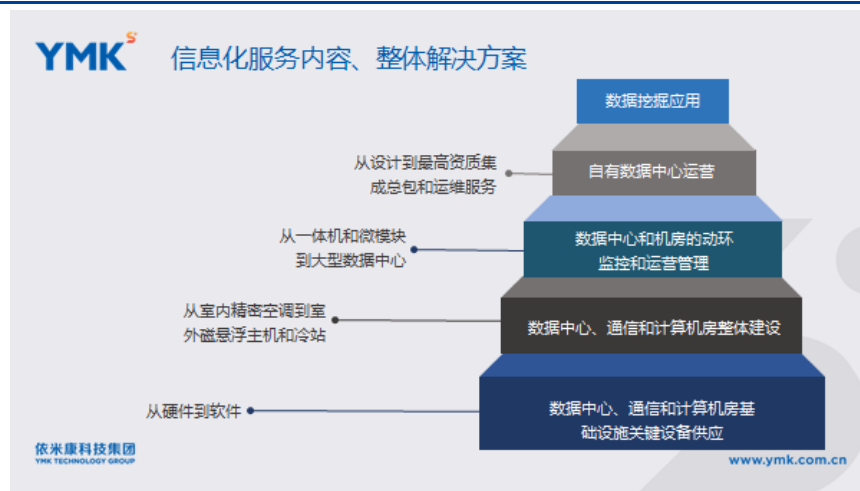 YMK S
信息化服务内容、整体解决方案
数据挖掘应用
从设计到最高资质集
成总包和运维服务
自有数据中心运营
从一体机和微模块
到大型数据中心
数据中心和机房的动环
监控和运营管理
从室内精密空调到室
外磁悬浮主机和冷站
数据中心、通信和计算机房整体建设
从硬件到软件
数据中心、通信和计算机房基
础设施关键设备供应
依米康科技集团
YMK TECHNOLOGY GROUP
www.ymk.com.cn